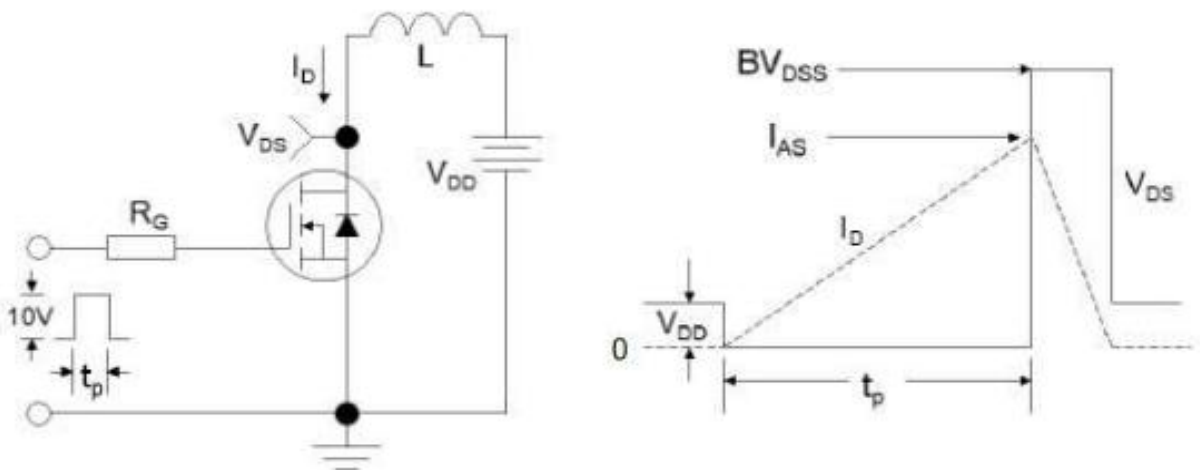 L
I_D
V_DS
V_DD
R_G
10V
t_p
BV_DSS
I_AS
V_DS
I_D
V_DD
0
t_p